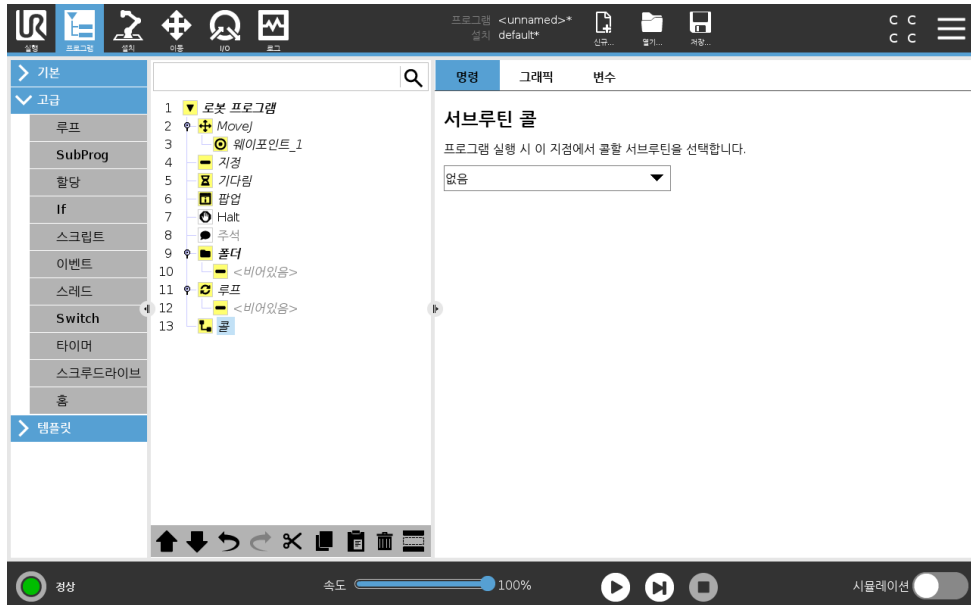 UR
실행
프로그램
설치
이동
I/O
로그
프로그램 <unnamed>*
설치 default*
신규...
열기...
저장...
C C
C C
기본
고급
루프
SubProg
할당
If
스크립트
이벤트
스레드
Switch
타이머
스크루드라이브
홈
템플릿
1 로봇 프로그램
2 MoveJ
3 웨이포인트_1
4 지정
5 기다림
6 팝업
7 Halt
8 주석
9 폴더
10 <비어있음>
11 루프
12 <비어있음>
13 콜
명령 그래픽 변수
서브루틴 콜
프로그램 실행 시 이 지점에서 콜할 서브루틴을 선택합니다.
없음
정상
속도 100%
시뮬레이션